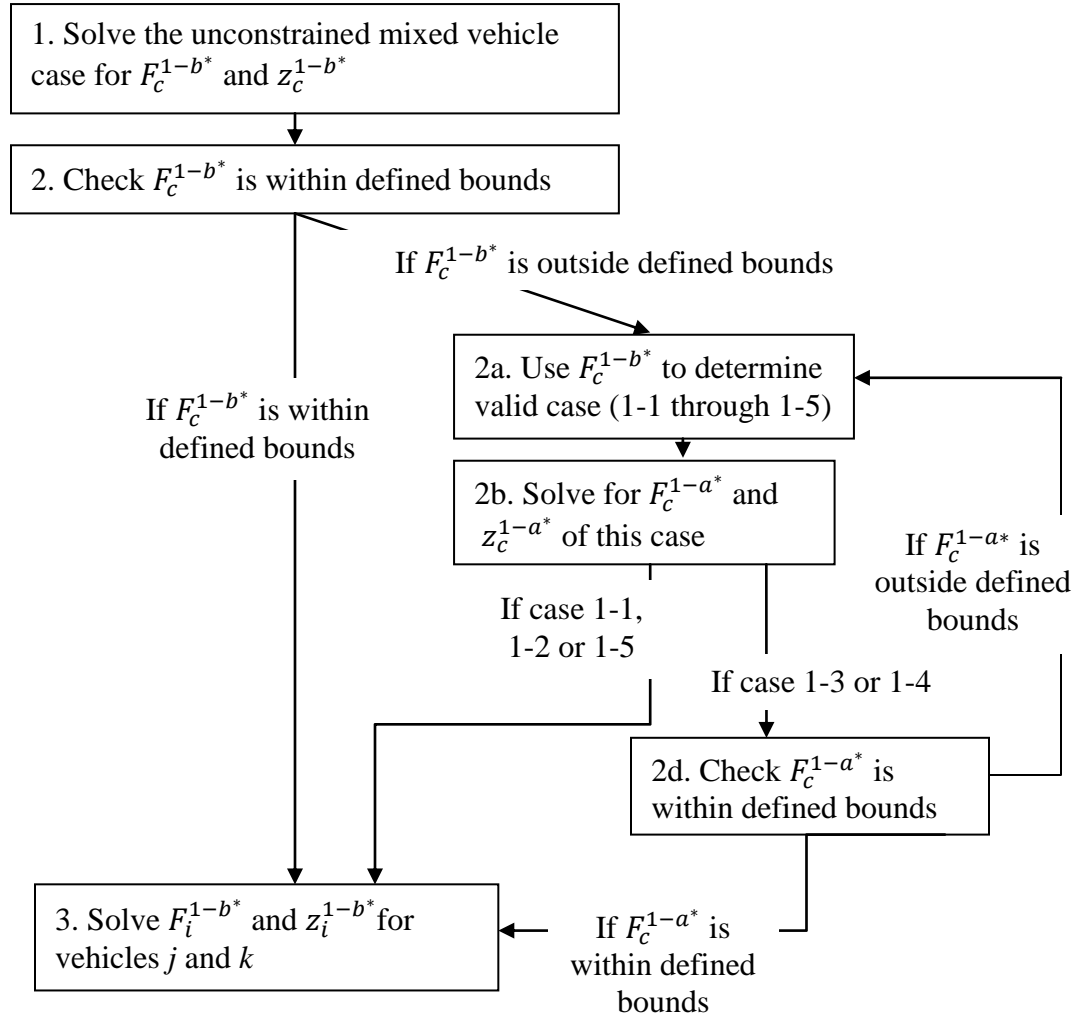 1. Solve the unconstrained mixed vehicle
case for $F_c^{1-b^*}$ and $z_c^{1-b^*}$
2. Check $F_c^{1-b^*}$ is within defined bounds
If $F_c^{1-b^*}$ is outside defined bounds
2a. Use $F_c^{1-b^*}$ to determine
valid case (1-1 through 1-5)
If $F_c^{1-b^*}$ is within
defined bounds
2b. Solve for $F_c^{1-a^*}$ and
$z_c^{1-a^*}$ of this case
If $F_c^{1-a*}$ is
outside defined
bounds
If case 1-1,
1-2 or 1-5
If case 1-3 or 1-4
2d. Check $F_c^{1-a^*}$ is
within defined bounds
3. Solve $F_i^{1-b^*}$ and $z_i^{1-b^*}$ for
vehicles j and k
If $F_c^{1-a^*}$ is
within defined
bounds